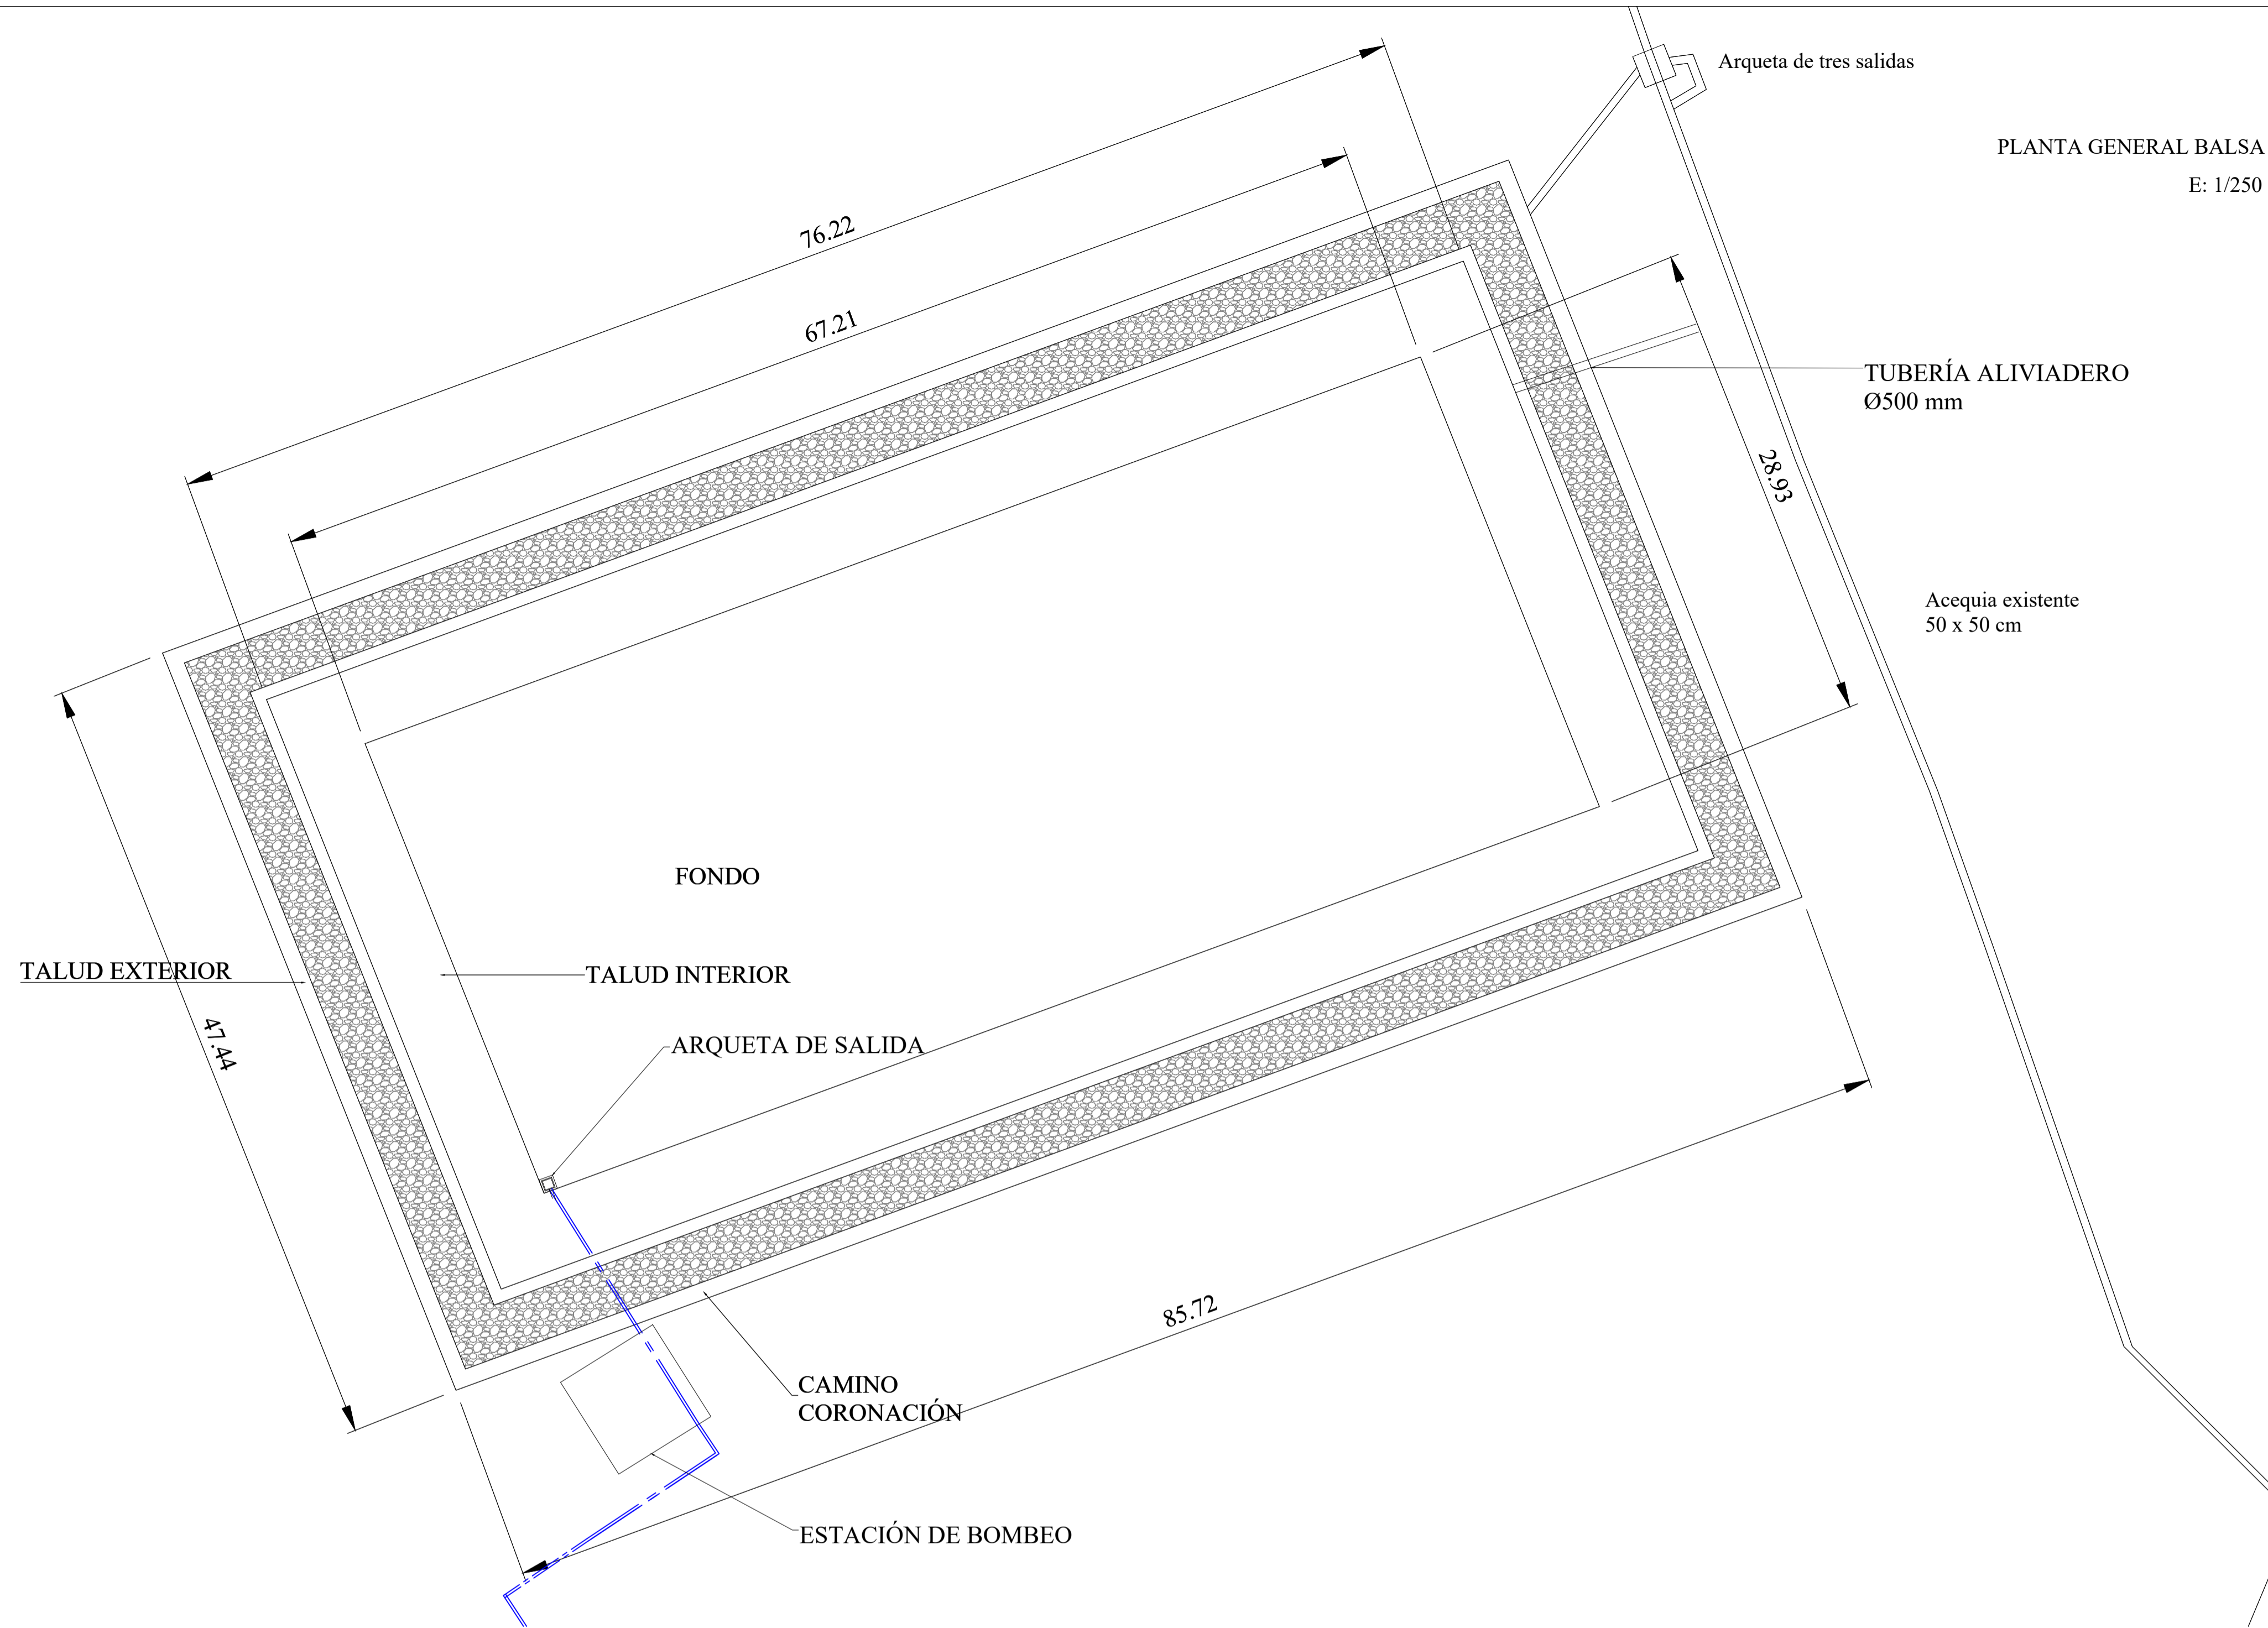 Arqueta de tres salidas
PLANTA GENERAL BALSA
E: 1/250
76.22
67.21
TUBERÍA ALIVIADERO
Ø500 mm
28.93
Acequia existente
50 x 50 cm
FONDO
TALUD EXTERIOR
TALUD INTERIOR
47.44
ARQUETA DE SALIDA
85.72
CAMINO
CORONACIÓN
ESTACIÓN DE BOMBEO